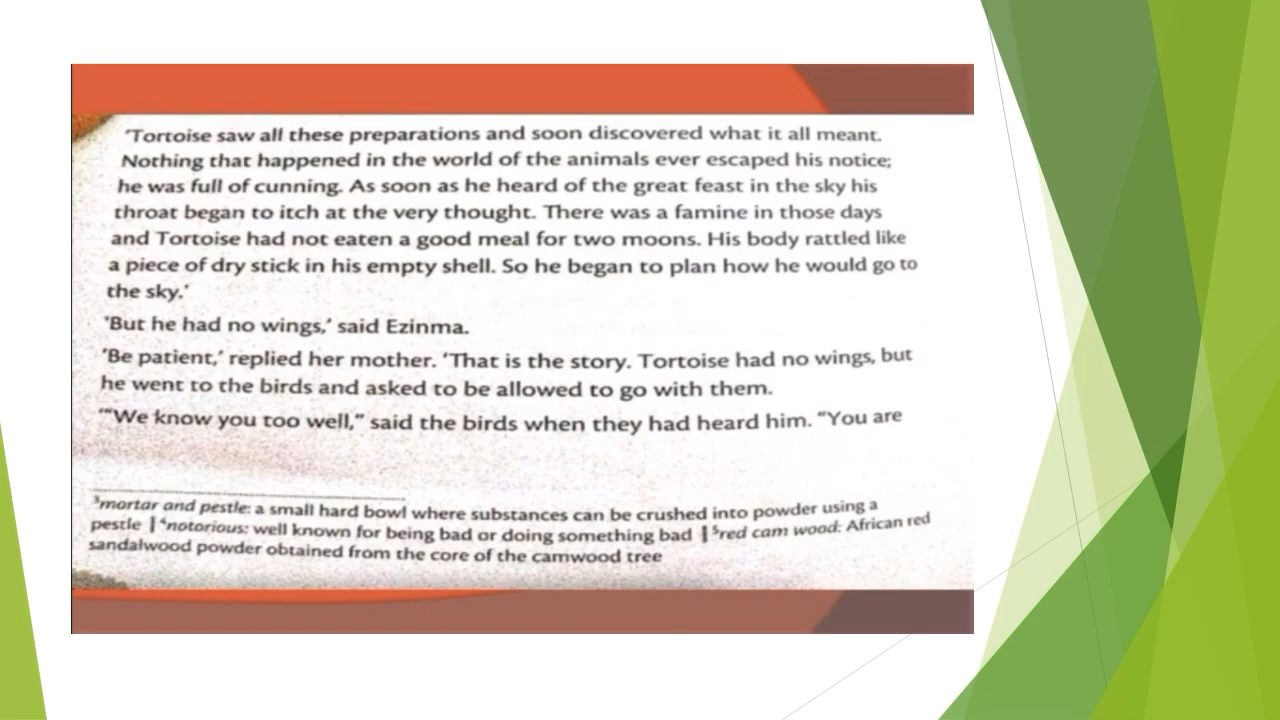 'Tortoise saw all these preparations and soon discovered what it all meant.
Nothing that happened in the world of the animals ever escaped his notice;
he was full of cunning. As soon as he heard of the great feast in the sky his
throat began to itch at the very thought. There was a famine in those days
and Tortoise had not eaten a good meal for two moons. His body rattled like
a piece of dry stick in his empty shell. So he began to plan how he would go to
the sky.'
'But he had no wings,' said Ezinma.
'Be patient,' replied her mother. 'That is the story. Tortoise had no wings, but
he went to the birds and asked to be allowed to go with them.
'"We know you too well," said the birds when they had heard him. "You are
³mortar and pestle: a small hard bowl where substances can be crushed into powder using a
pestle | ⁴notorious: well known for being bad or doing something bad | ⁵red cam wood: African red
sandalwood powder obtained from the core of the camwood tree